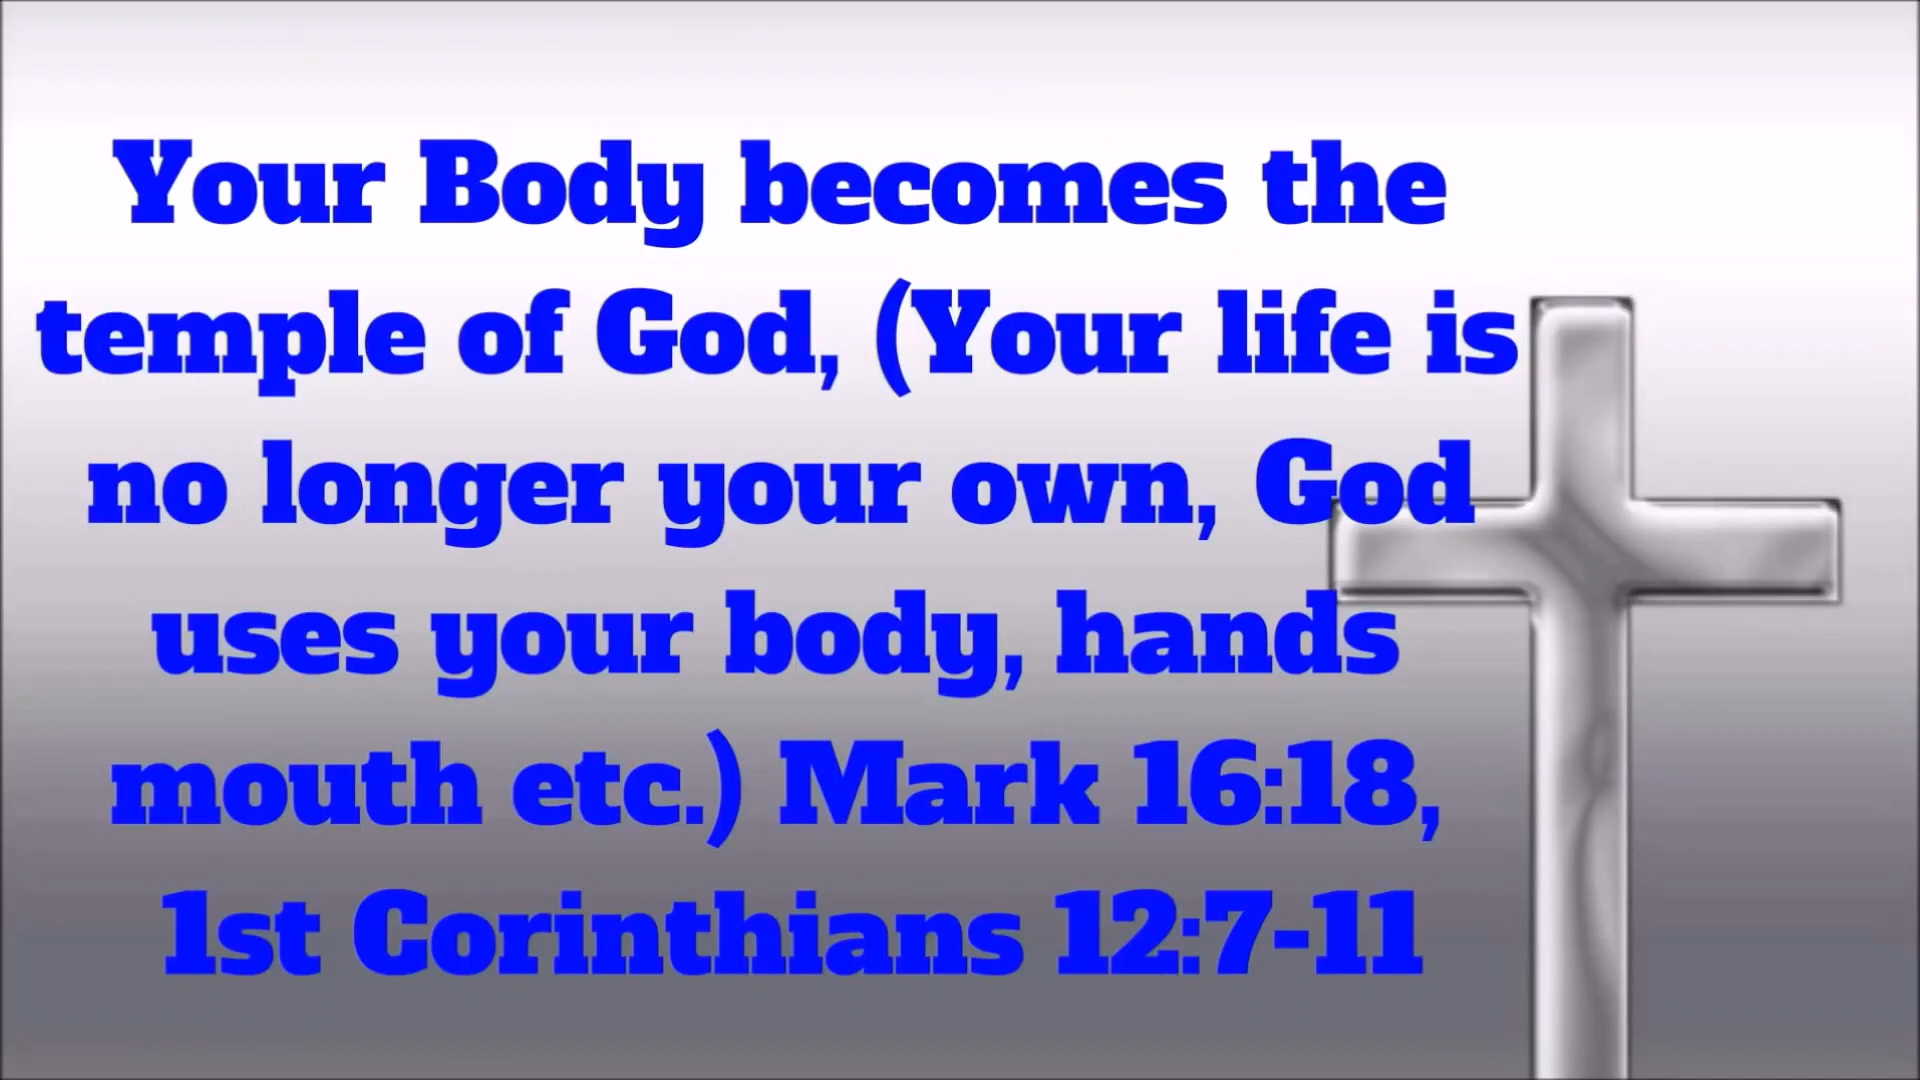 Your Body becomes the
temple of God, (Your life is
no longer your own, God
uses your body, hands
mouth etc.) Mark 16:18,
1st Corinthians 12:7-11